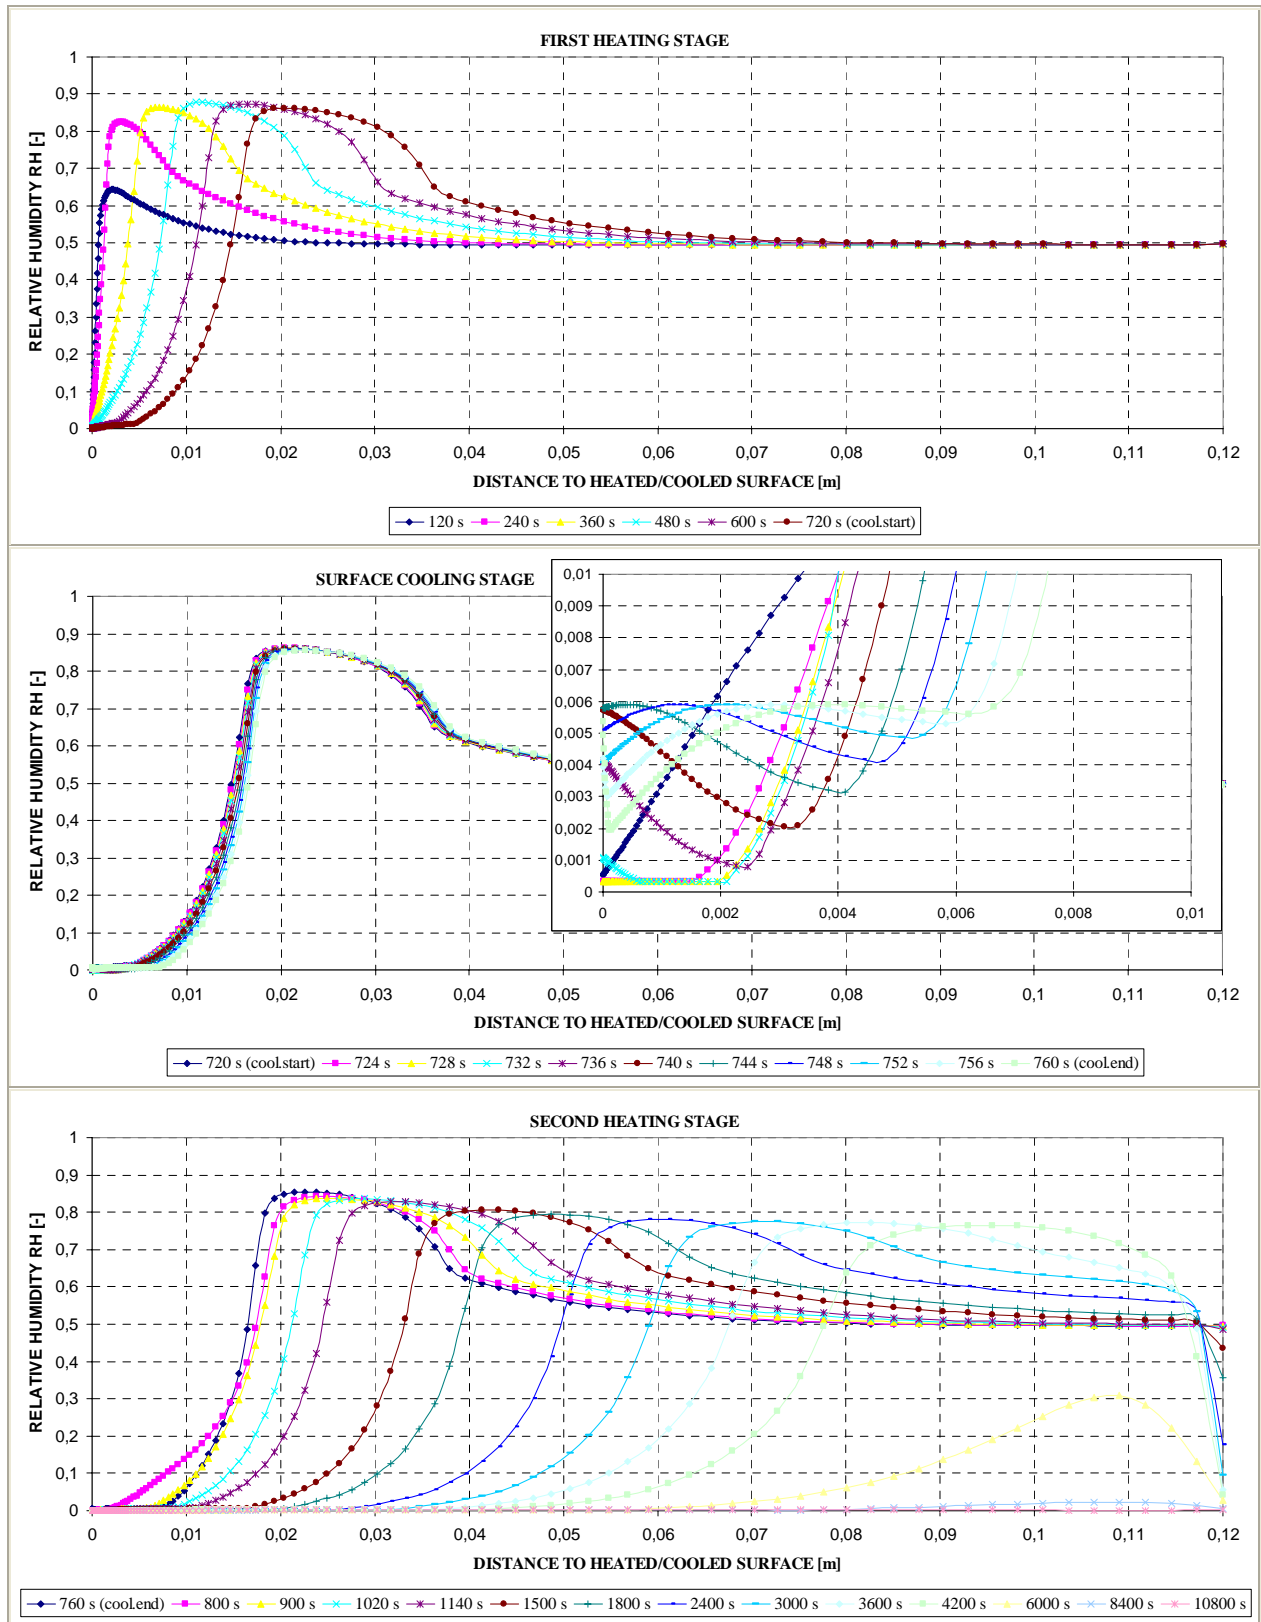 FIRST HEATING STAGE
1
0,9
0,8
0,7
0,6
0,5
0,4
0,3
0,2
0,1
0
RELATIVE HUMIDITY RH [-]
0 0,01 0,02 0,03 0,04 0,05 0,06 0,07 0,08 0,09 0,1 0,11 0,12
DISTANCE TO HEATED/COOLED SURFACE [m]
120 s 240 s 360 s 480 s 600 s 720 s (cool.start)
SURFACE COOLING STAGE
1
0,9
0,8
0,7
0,6
0,5
0,4
0,3
0,2
0,1
0
RELATIVE HUMIDITY RH [-]
0,01
0,009
0,008
0,007
0,006
0,005
0,004
0,003
0,002
0,001
0
0 0,002 0,004 0,006 0,008 0,01
0 0,01 0,02 0,03 0,04 0,05 0,06 0,07 0,08 0,09 0,1 0,11 0,12
DISTANCE TO HEATED/COOLED SURFACE [m]
720 s (cool.start) 724 s 728 s 732 s 736 s 740 s 744 s 748 s 752 s 756 s 760 s (cool.end)
SECOND HEATING STAGE
1
0,9
0,8
0,7
0,6
0,5
0,4
0,3
0,2
0,1
0
RELATIVE HUMIDITY RH [-]
0 0,01 0,02 0,03 0,04 0,05 0,06 0,07 0,08 0,09 0,1 0,11 0,12
DISTANCE TO HEATED/COOLED SURFACE [m]
760 s (cool.end) 800 s 900 s 1020 s 1140 s 1500 s 1800 s 2400 s 3000 s 3600 s 4200 s 6000 s 8400 s 10800 s